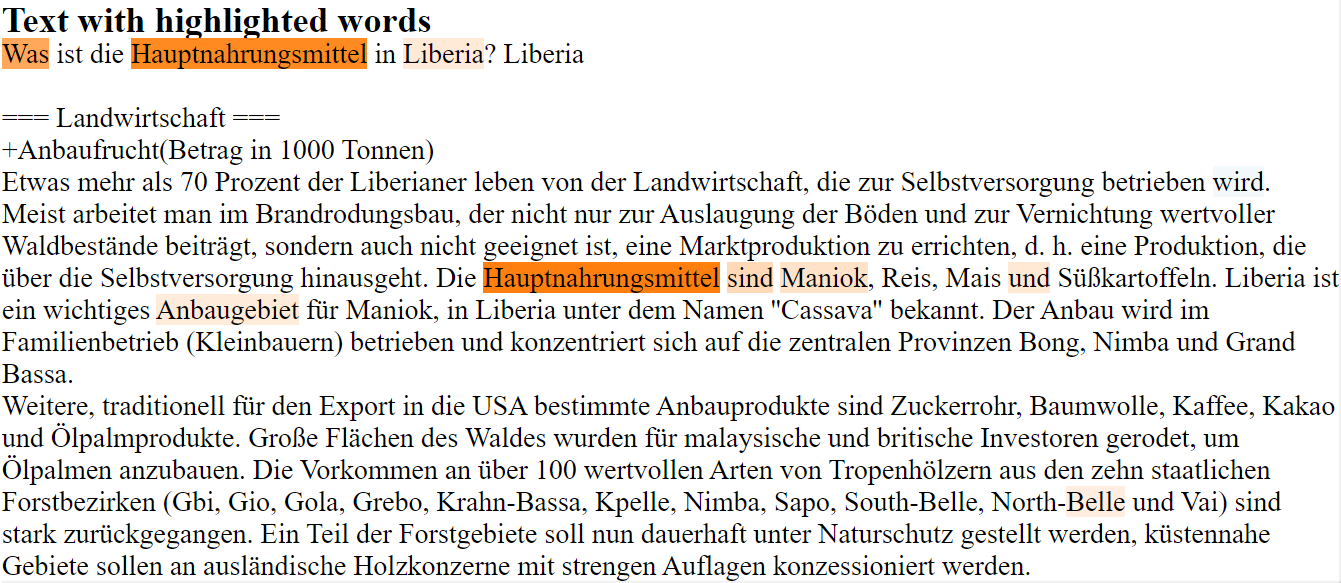 Text with highlighted words
Was ist die Hauptnahrungsmittel in Liberia? Liberia
=== Landwirtschaft ===
+Anbaufrucht(Betrag in 1000 Tonnen)
Etwas mehr als 70 Prozent der Liberianer leben von der Landwirtschaft, die zur Selbstversorgung betrieben wird.
Meist arbeitet man im Brandrodungsbau, der nicht nur zur Auslaugung der Böden und zur Vernichtung wertvoller
Waldbestände beiträgt, sondern auch nicht geeignet ist, eine Marktproduktion zu errichten, d. h. eine Produktion, die
über die Selbstversorgung hinausgeht. Die Hauptnahrungsmittel sind Maniok, Reis, Mais und Süßkartoffeln. Liberia ist
ein wichtiges Anbaugebiet für Maniok, in Liberia unter dem Namen "Cassava" bekannt. Der Anbau wird im
Familienbetrieb (Kleinbauern) betrieben und konzentriert sich auf die zentralen Provinzen Bong, Nimba und Grand
Bassa.
Weitere, traditionell für den Export in die USA bestimmte Anbauprodukte sind Zuckerrohr, Baumwolle, Kaffee, Kakao
und Ölpalmprodukte. Große Flächen des Waldes wurden für malaysische und britische Investoren gerodet, um
Ölpalmen anzubauen. Die Vorkommen an über 100 wertvollen Arten von Tropenhölzern aus den zehn staatlichen
Forstbezirken (Gbi, Gio, Gola, Grebo, Krahn-Bassa, Kpelle, Nimba, Sapo, South-Belle, North-Belle und Vai) sind
stark zurückgegangen. Ein Teil der Forstgebiete soll nun dauerhaft unter Naturschutz gestellt werden, küstennahe
Gebiete sollen an ausländische Holzkonzerne mit strengen Auflagen konzessioniert werden.